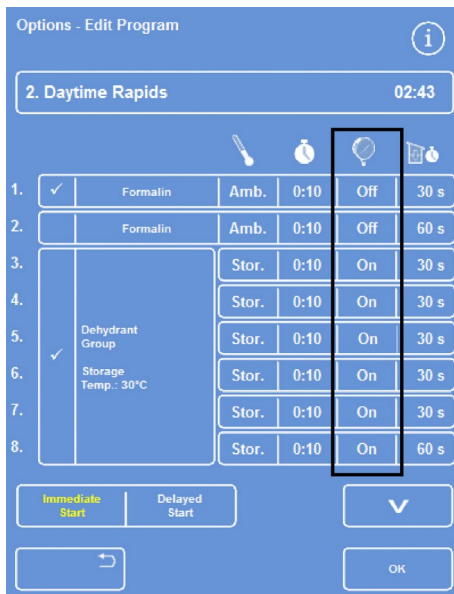 Options - Edit Program
i
2. Daytime Rapids 02:43
1. Formalin Amb. 0:10 Off 30 s
2. Formalin Amb. 0:10 Off 60 s
3. Stor. 0:10 On 30 s
4. Stor. 0:10 On 30 s
5. Dehydrant Group Stor. 0:10 On 30 s
6. Storage Temp.: 30°C Stor. 0:10 On 30 s
7. Stor. 0:10 On 30 s
8. Stor. 0:10 On 60 s
Immediate Start Delayed Start
OK